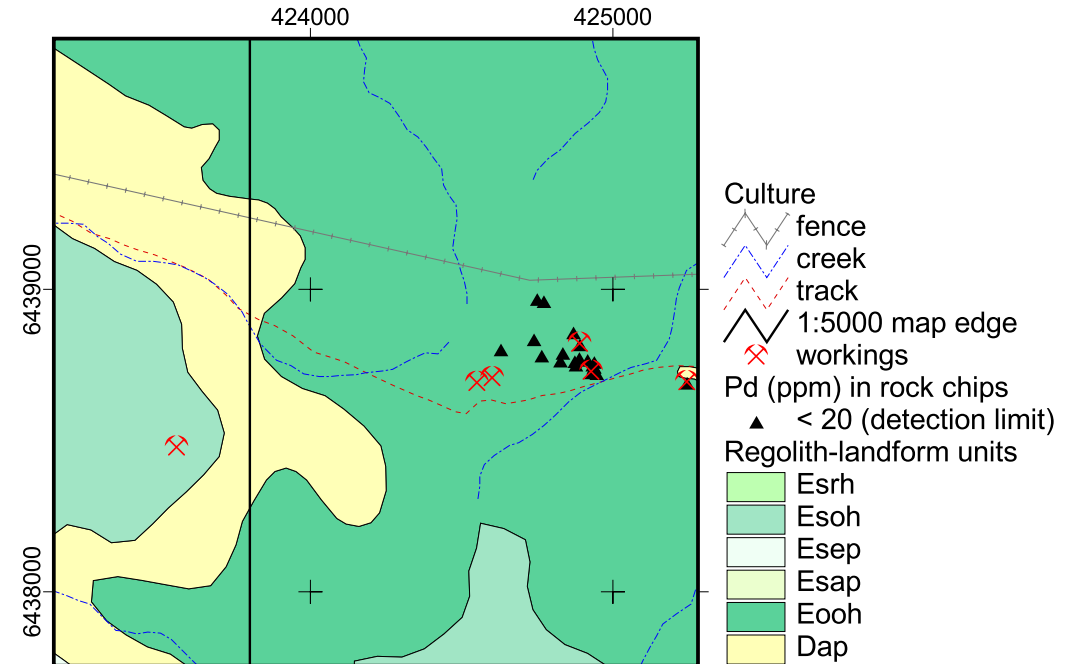 424000 425000
6439000
6438000
Culture
fence
creek
track
1:5000 map edge
workings
Pd (ppm) in rock chips
< 20 (detection limit)
Regolith-landform units
Esrh
Esoh
Esep
Esap
Eooh
Dap